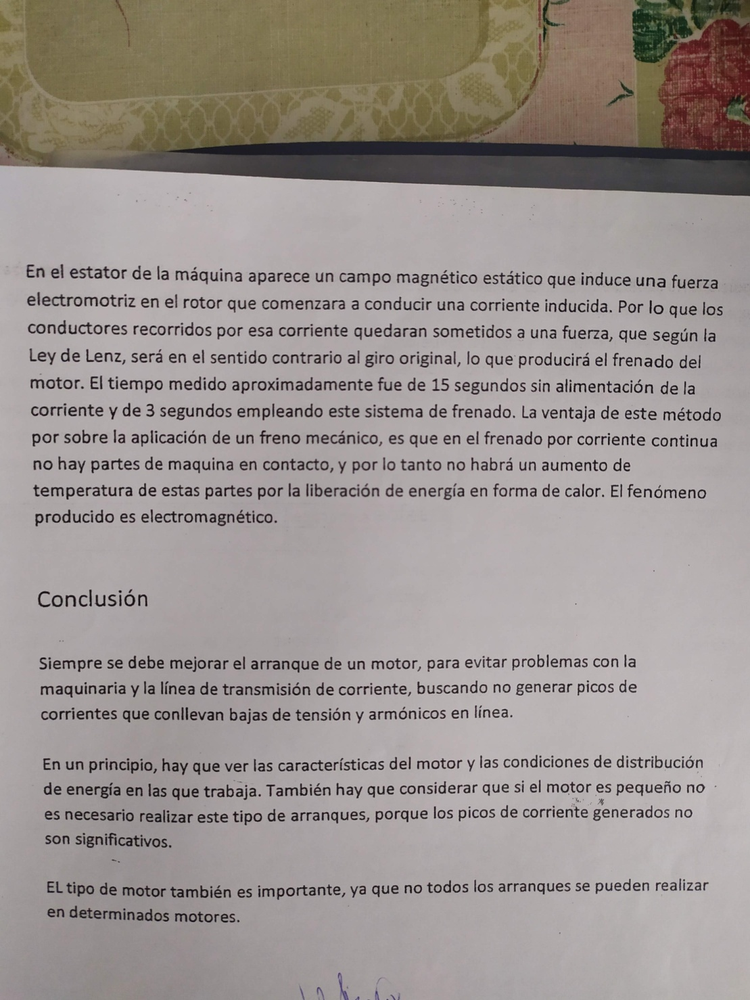 En el estator de la máquina aparece un campo magnético estático que induce una fuerza
electromotriz en el rotor que comenzara a conducir una corriente inducida. Por lo que los
conductores recorridos por esa corriente quedaran sometidos a una fuerza, que según la
Ley de Lenz, será en el sentido contrario al giro original, lo que producirá el frenado del
motor. El tiempo medido aproximadamente fue de 15 segundos sin alimentación de la
corriente y de 3 segundos empleando este sistema de frenado. La ventaja de este método
por sobre la aplicación de un freno mecánico, es que en el frenado por corriente continua
no hay partes de maquina en contacto, y por lo tanto no habrá un aumento de
temperatura de estas partes por la liberación de energía en forma de calor. El fenómeno
producido es electromagnético.
Conclusión
Siempre se debe mejorar el arranque de un motor, para evitar problemas con la
maquinaria y la línea de transmisión de corriente, buscando no generar picos de
corrientes que conllevan bajas de tensión y armónicos en línea.
En un principio, hay que ver las características del motor y las condiciones de distribución
de energía en las que trabaja. También hay que considerar que si el motor es pequeño no
es necesario realizar este tipo de arranques, porque los picos de corriente generados no
son significativos.
EL tipo de motor también es importante, ya que no todos los arranques se pueden realizar
en determinados motores.